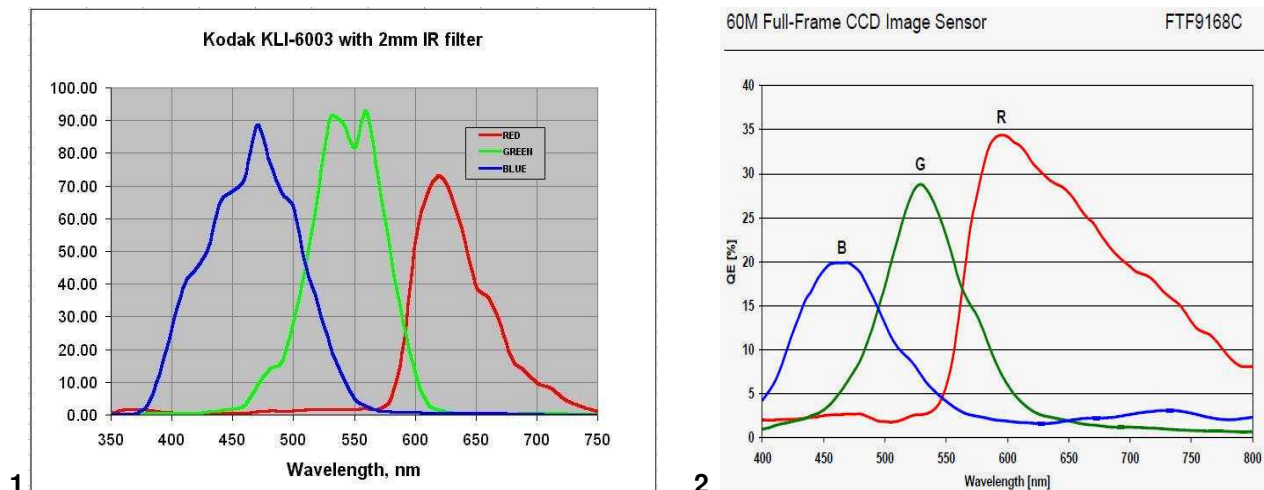 Kodak KLI-6003 with 2mm IR filter
100.00
90.00
80.00
70.00
60.00
50.00
40.00
30.00
20.00
10.00
0.00
RED
GREEN
BLUE
350 400 450 500 550 600 650 700 750
Wavelength, nm
1
60M Full-Frame CCD Image Sensor FTF9168C
40
35
30
25
20
15
10
5
0
QE [%]
B
G
R
400 450 500 550 600 650 700 750 800
Wavelength [nm]
2